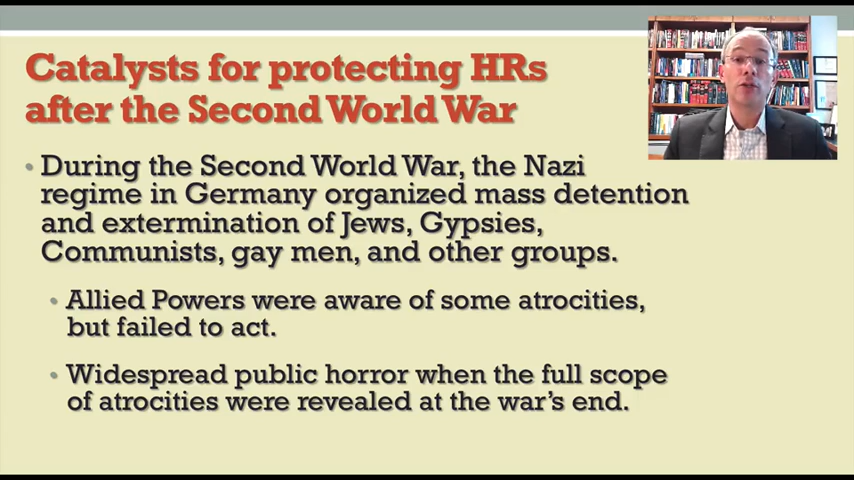 Catalysts for protecting HRs
after the Second World War
• During the Second World War, the Nazi
regime in Germany organized mass detention
and extermination of Jews, Gypsies,
Communists, gay men, and other groups.
• Allied Powers were aware of some atrocities,
but failed to act.
• Widespread public horror when the full scope
of atrocities were revealed at the war's end.